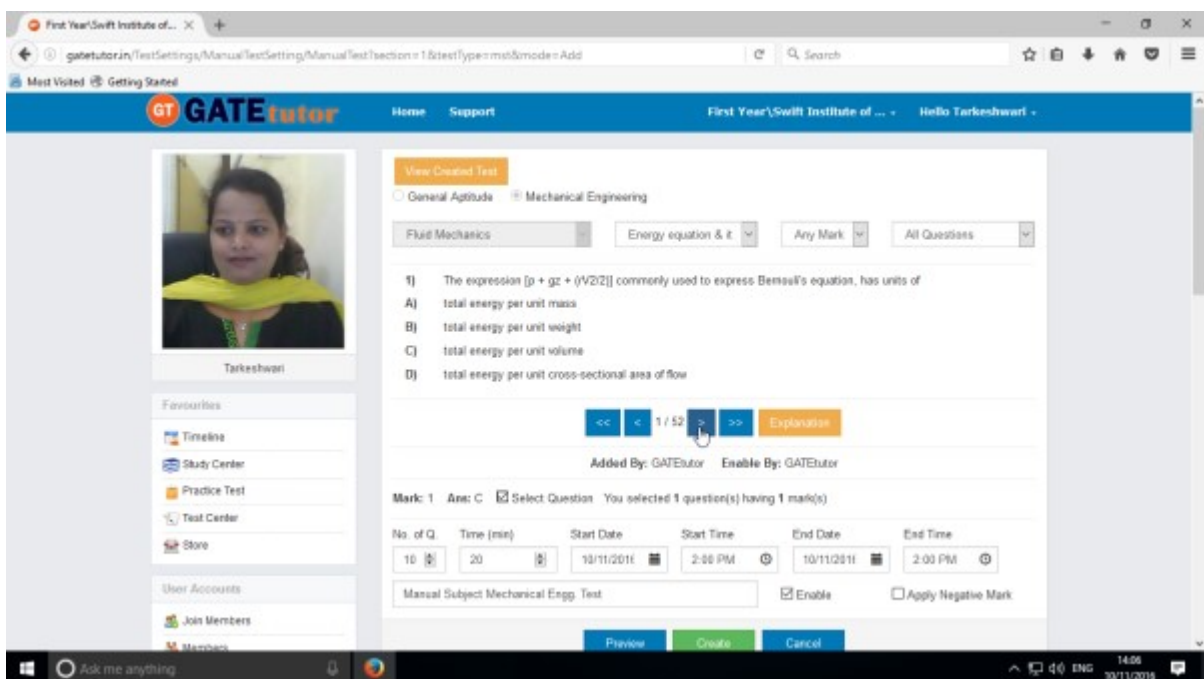 First Year\Swift Institute of...
gatetutor.in/TestSettings/ManualTestSetting/ManualTest?section=1&testType=mst&mode=Add
Search
Most Visited Getting Started
GT GATEtutor Home Support First Year\Swift Institute of ... Hello Tarkeshwari
View Created Test
General Aptitude Mechanical Engineering
Fluid Mechanics Energy equation & it Any Mark All Questions
1) The expression [p + gz + (rV2/2)] commonly used to express Bernouli's equation, has units of
A) total energy per unit mass
B) total energy per unit weight
C) total energy per unit volume
D) total energy per unit cross-sectional area of flow
Tarkeshwari
Favourites
Timeline
Study Center
Practice Test
Test Center
Store
User Accounts
Join Members
Members
<< < 1 / 52 > >> Explanation
Added By: GATEtutor Enable By: GATEtutor
Mark: 1 Ans: C Select Question You selected 1 question(s) having 1 mark(s)
No. of Q. Time (min) Start Date Start Time End Date End Time
10 20 10/11/2016 2:00 PM 10/11/2016 2:00 PM
Manual Subject Mechanical Engg. Test Enable Apply Negative Mark
Preview Create Cancel
Ask me anything
ENG
14:06
10/11/2016